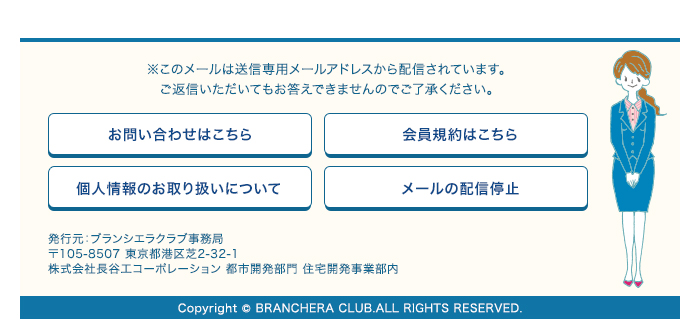 ※このメールは送信専用メールアドレスから配信されています。
ご返信いただいてもお答えできませんのでご了承ください。
お問い合わせはこちら
会員規約はこちら
個人情報のお取り扱いについて
メールの配信停止
発行元：ブランシエラクラブ事務局
〒105-8507 東京都港区芝2-32-1
株式会社長谷工コーポレーション 都市開発部門 住宅開発事業部内
Copyright © BRANCHERA CLUB.ALL RIGHTS RESERVED.